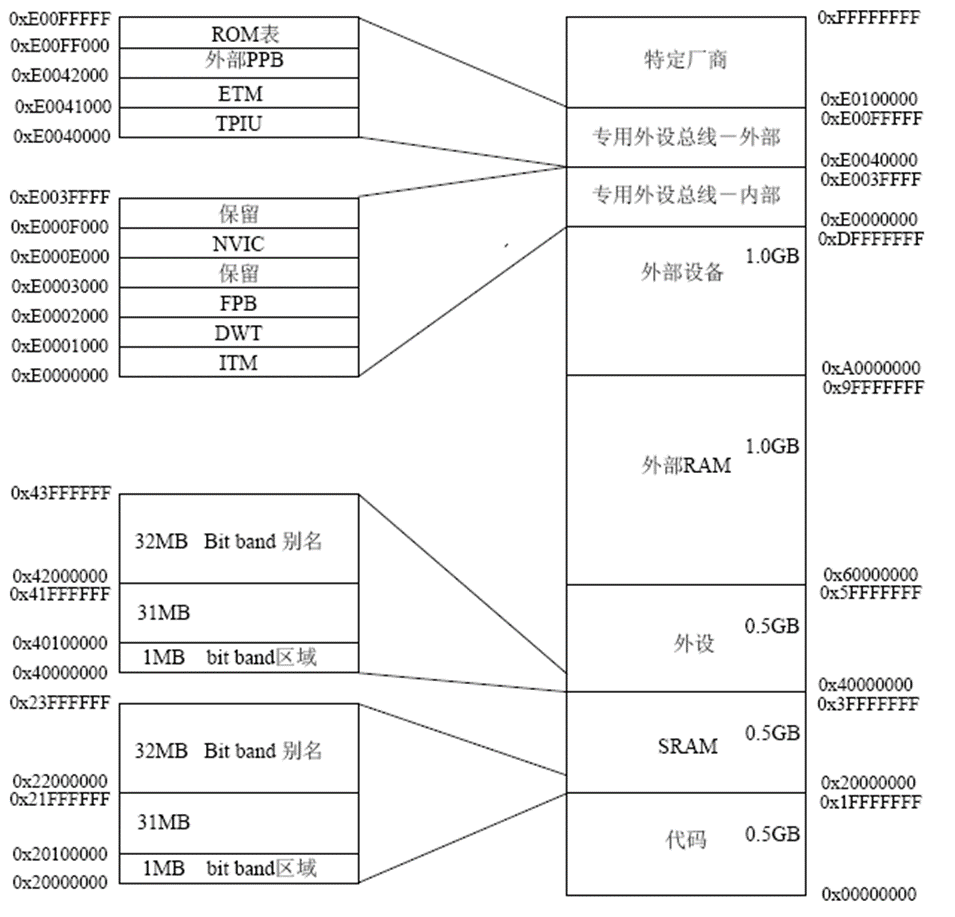 0xE00FFFFF
ROM表
0xE00FF000
外部PPB
0xE0042000
ETM
0xE0041000
TPIU
0xE0040000
0xE003FFFF
保留
0xE000F000
NVIC
0xE000E000
保留
0xE0003000
FPB
0xE0002000
DWT
0xE0001000
ITM
0xE0000000
0x43FFFFFF
32MB Bit band 别名
0x42000000
0x41FFFFFF
31MB
0x40100000
1MB bit band区域
0x40000000
0x23FFFFFF
32MB Bit band 别名
0x22000000
0x21FFFFFF
31MB
0x20100000
1MB bit band区域
0x20000000
0xFFFFFFFF
特定厂商
0xE0100000
0xE00FFFFF
专用外设总线－外部
0xE0040000
0xE003FFFF
专用外设总线－内部
0xE0000000
0xDFFFFFFF
1.0GB
外部设备
0xA0000000
0x9FFFFFFF
1.0GB
外部RAM
0x60000000
0x5FFFFFFF
0.5GB
外设
0x40000000
0x3FFFFFFF
0.5GB
SRAM
0x20000000
0x1FFFFFFF
0.5GB
代码
0x00000000